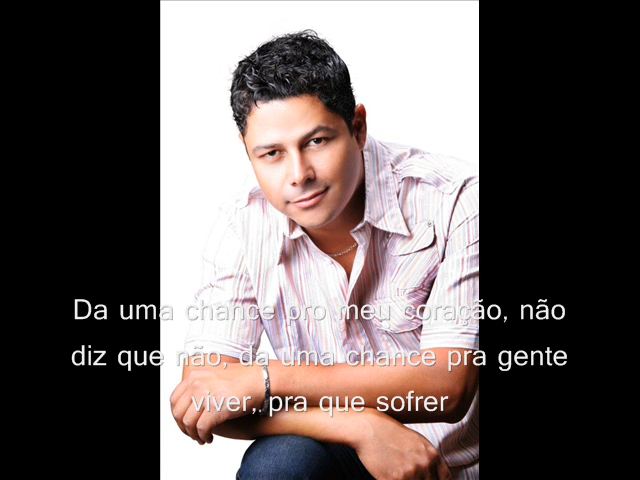 Da uma chance pro meu coração, não
diz que não, da uma chance pra gente
viver,. pra que sofrer